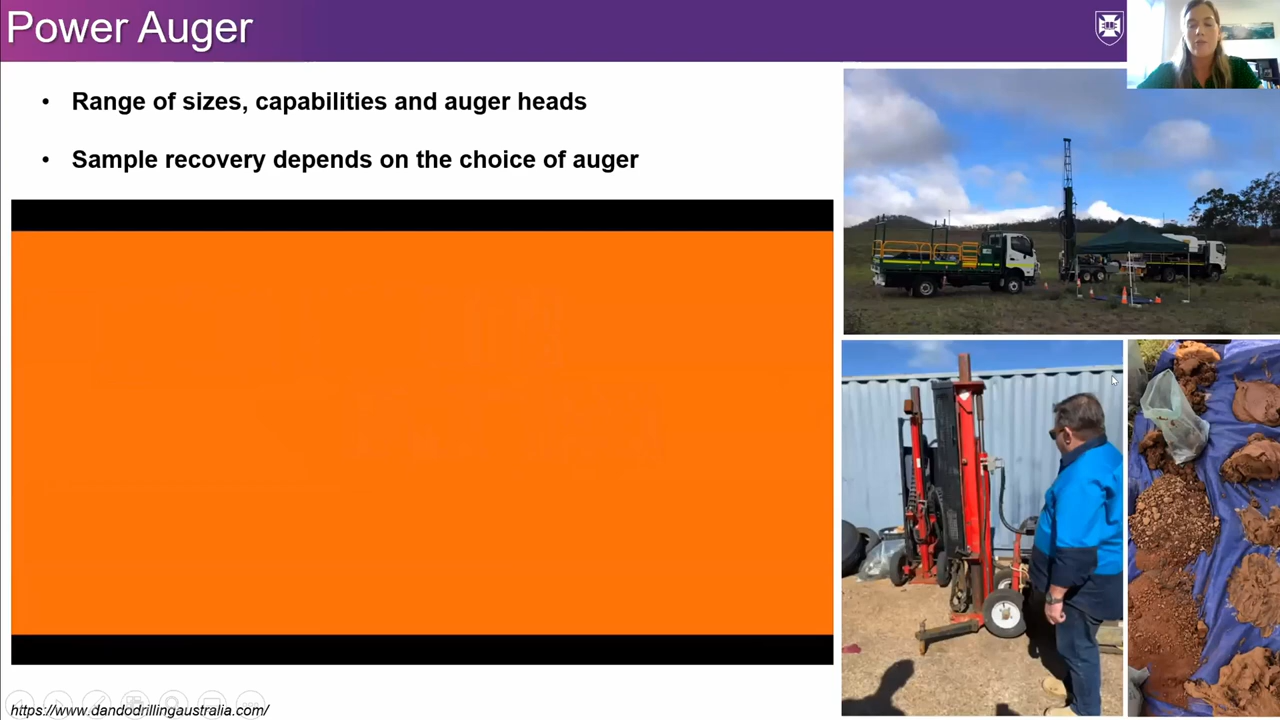 Power Auger
• Range of sizes, capabilities and auger heads
• Sample recovery depends on the choice of auger
https://www.dandodrillingaustralia.com/